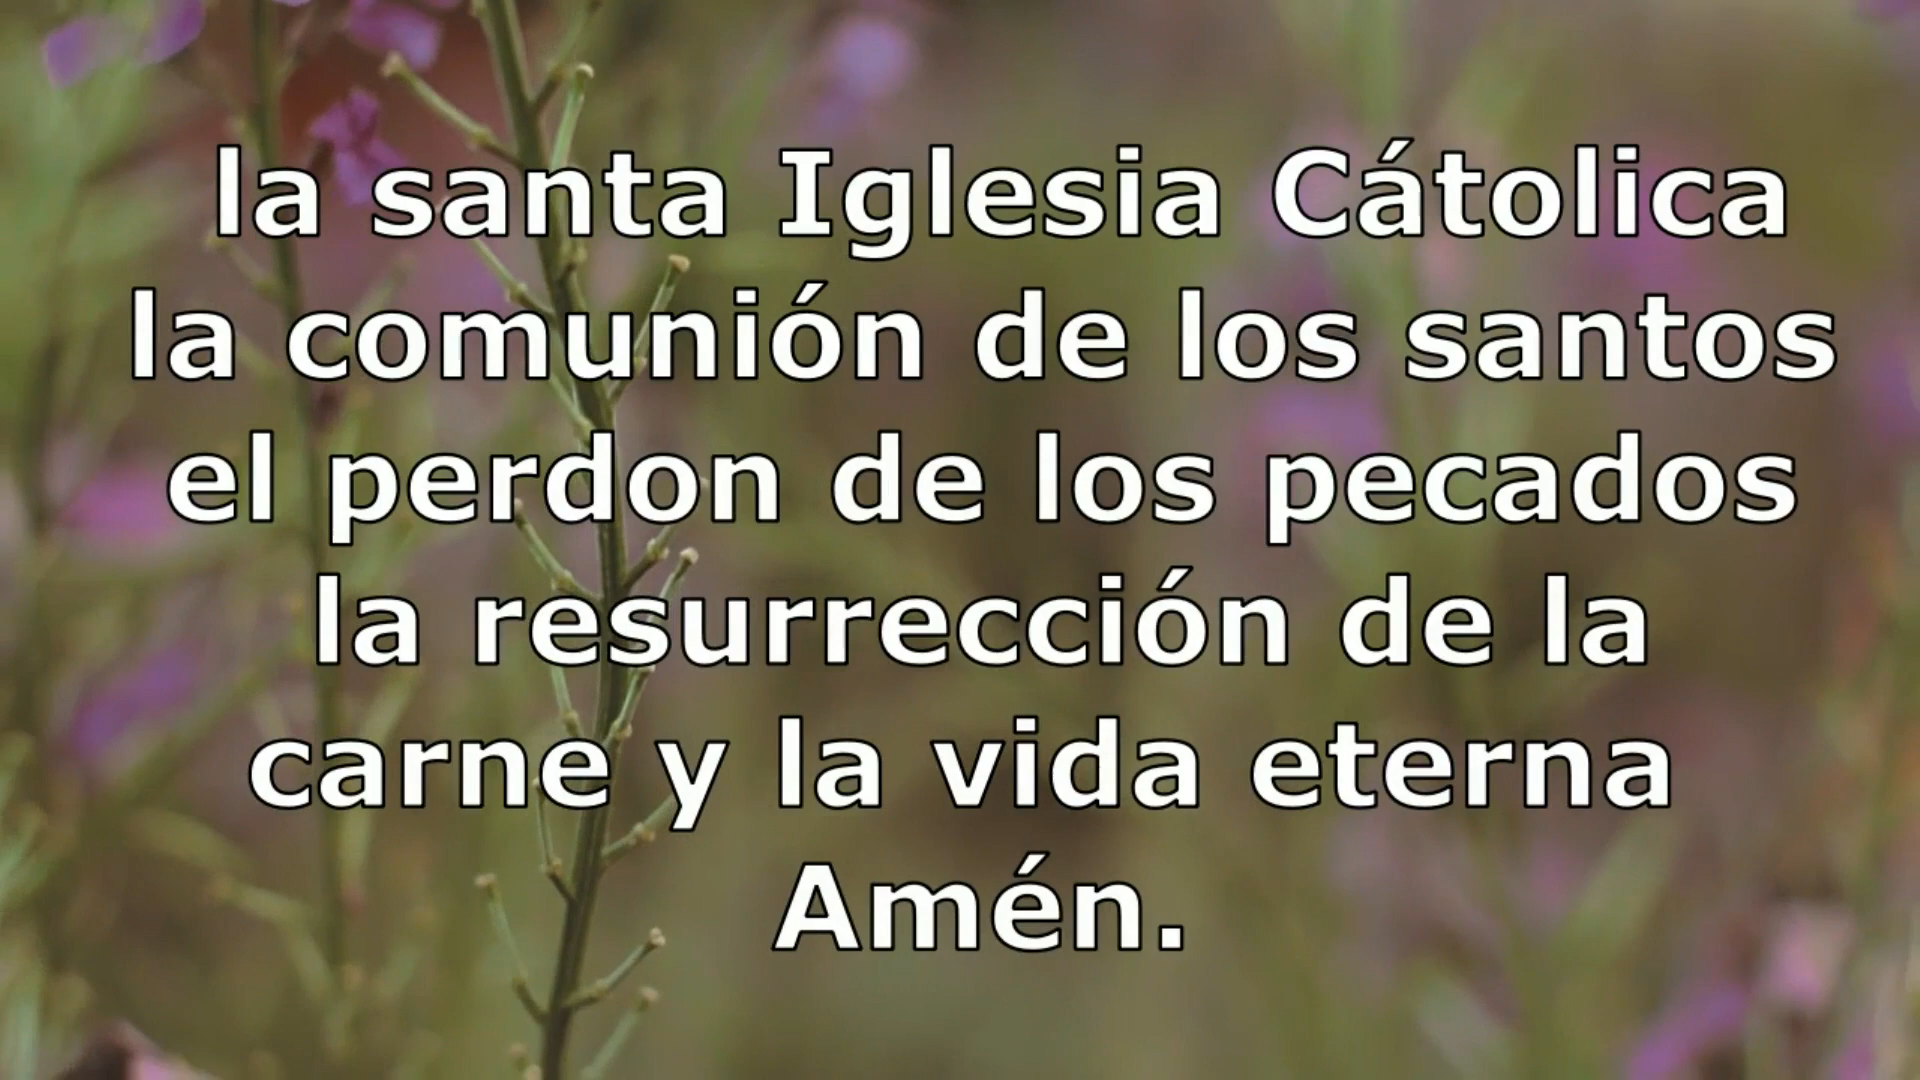 la santa Iglesia Cátolica
la comunión de los santos
el perdon de los pecados
la resurrección de la
carne y la vida eterna
Amén.